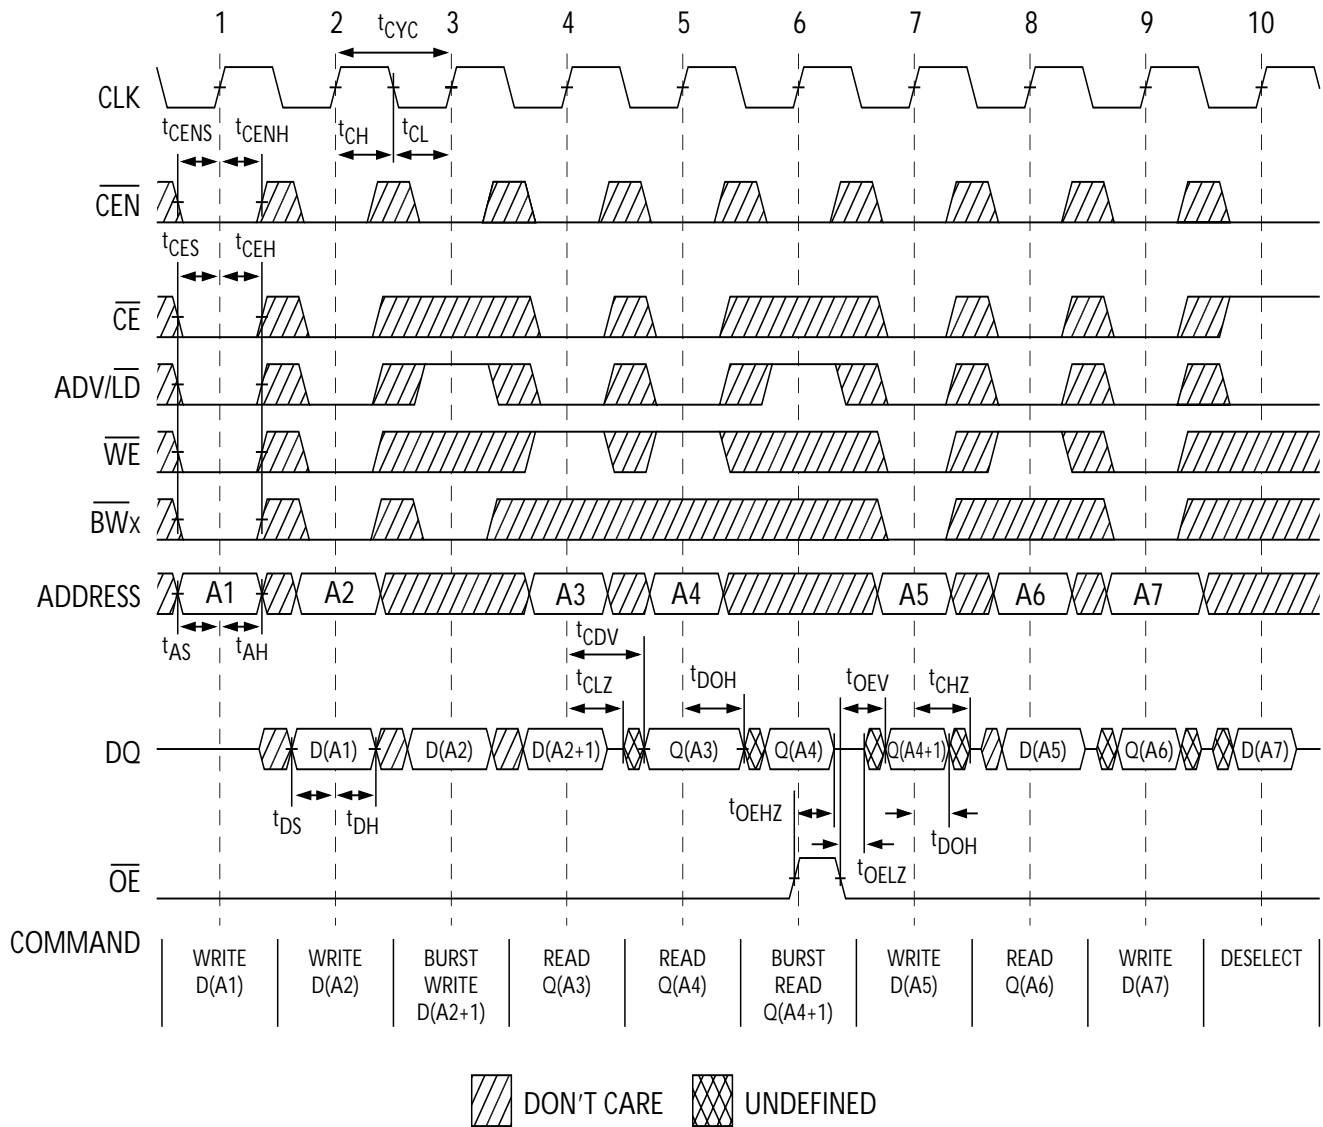 1 2 3 4 5 6 7 8 9 10
tCYC
CLK
tCENS tCENH tCH tCL
CEN
tCES tCEH
CE
ADV/LD
WE
BWx
ADDRESS A1 A2 A3 A4 A5 A6 A7
tAS tAH tCDV
tCLZ tDOH tOEV tCHZ
DQ D(A1) D(A2) D(A2+1) Q(A3) Q(A4) Q(A4+1) D(A5) Q(A6) D(A7)
tDS tDH tOEHZ tDOH
tOELZ
OE
COMMAND
WRITE
D(A1)
WRITE
D(A2)
BURST
WRITE
D(A2+1)
READ
Q(A3)
READ
Q(A4)
BURST
READ
Q(A4+1)
WRITE
D(A5)
READ
Q(A6)
WRITE
D(A7)
DESELECT
DON'T CARE UNDEFINED